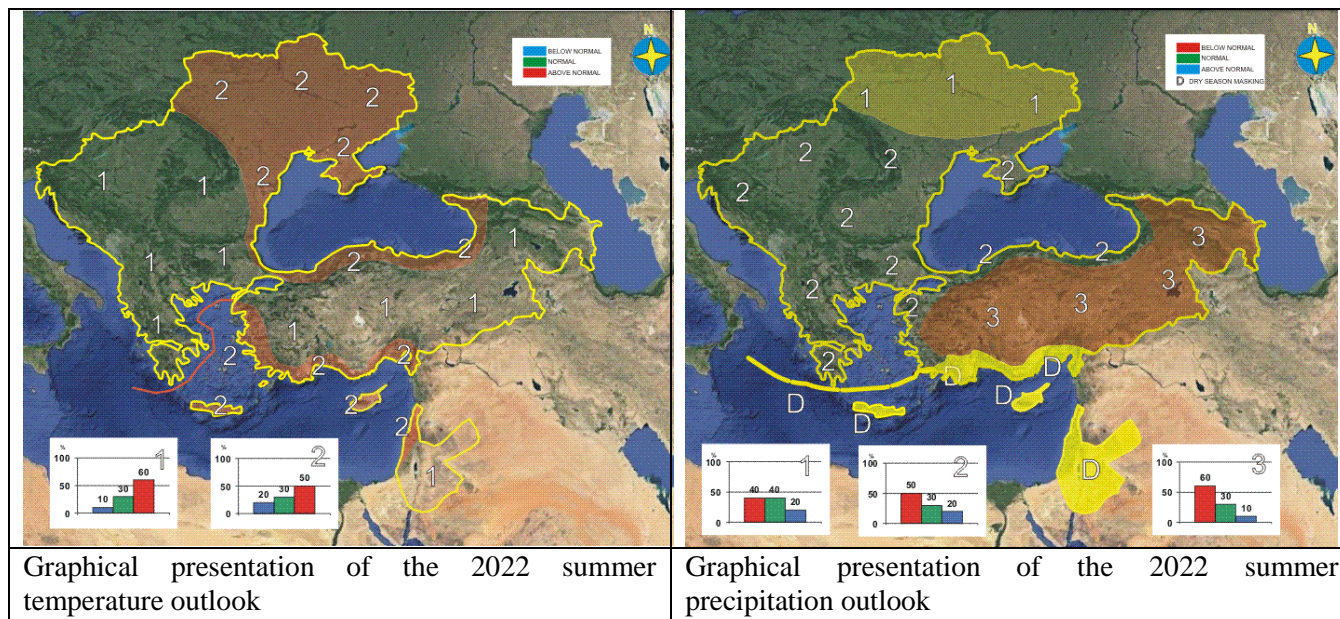 N
BELOW NORMAL
NORMAL
ABOVE NORMAL
2 2 2
2
2
1 1
1 1
2 2 1
1 1 1 1
2 2 2
2 2
2 1
% 1
100
50
0
10 30 60
% 2
100
50
0
20 30 50
Graphical presentation of the 2022 summer
temperature outlook
N
BELOW NORMAL
NORMAL
ABOVE NORMAL
D DRY SEASON MASKING
1 1 1
2 2 2
2 2
2 2 2 3
2 2 3 3 3
2 D D
D D D
D
% 1
100
50
0
40 40 20
% 2
100
50
0
50 30 20
% 3
100
50
0
60 30 10
Graphical presentation of the 2022 summer
precipitation outlook